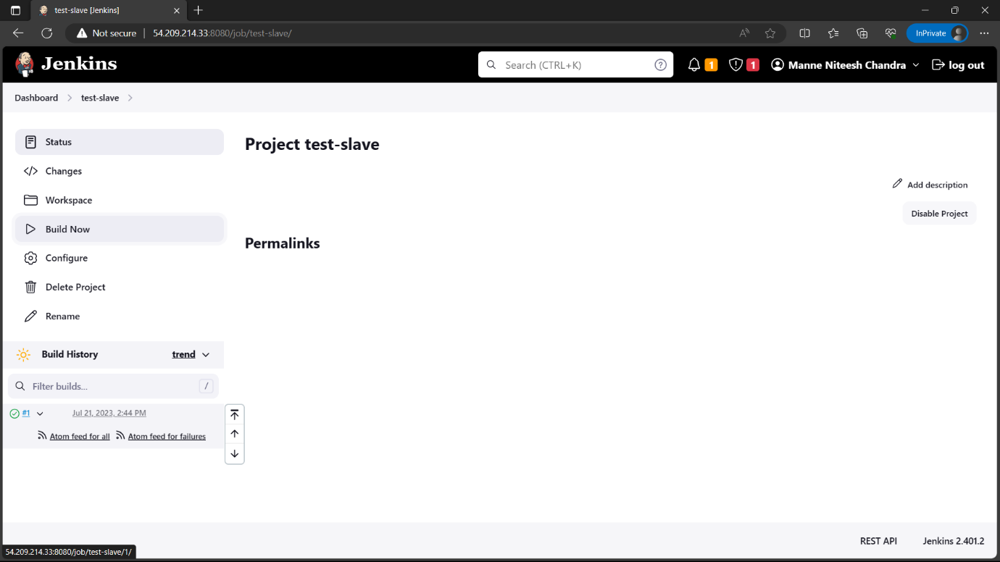 test-slave [Jenkins]
Not secure 54.209.214.33:8080/job/test-slave/ InPrivate
Jenkins Search (CTRL+K) 1 1 Manne Niteesh Chandra log out
Dashboard test-slave
Status
Changes
Workspace
Build Now
Configure
Delete Project
Rename
Project test-slave
Add description
Disable Project
Permalinks
Build History trend
Filter builds... /
#1 Jul 21, 2023, 2:44 PM
Atom feed for all Atom feed for failures
REST API Jenkins 2.401.2
54.209.214.33:8080/job/test-slave/1/